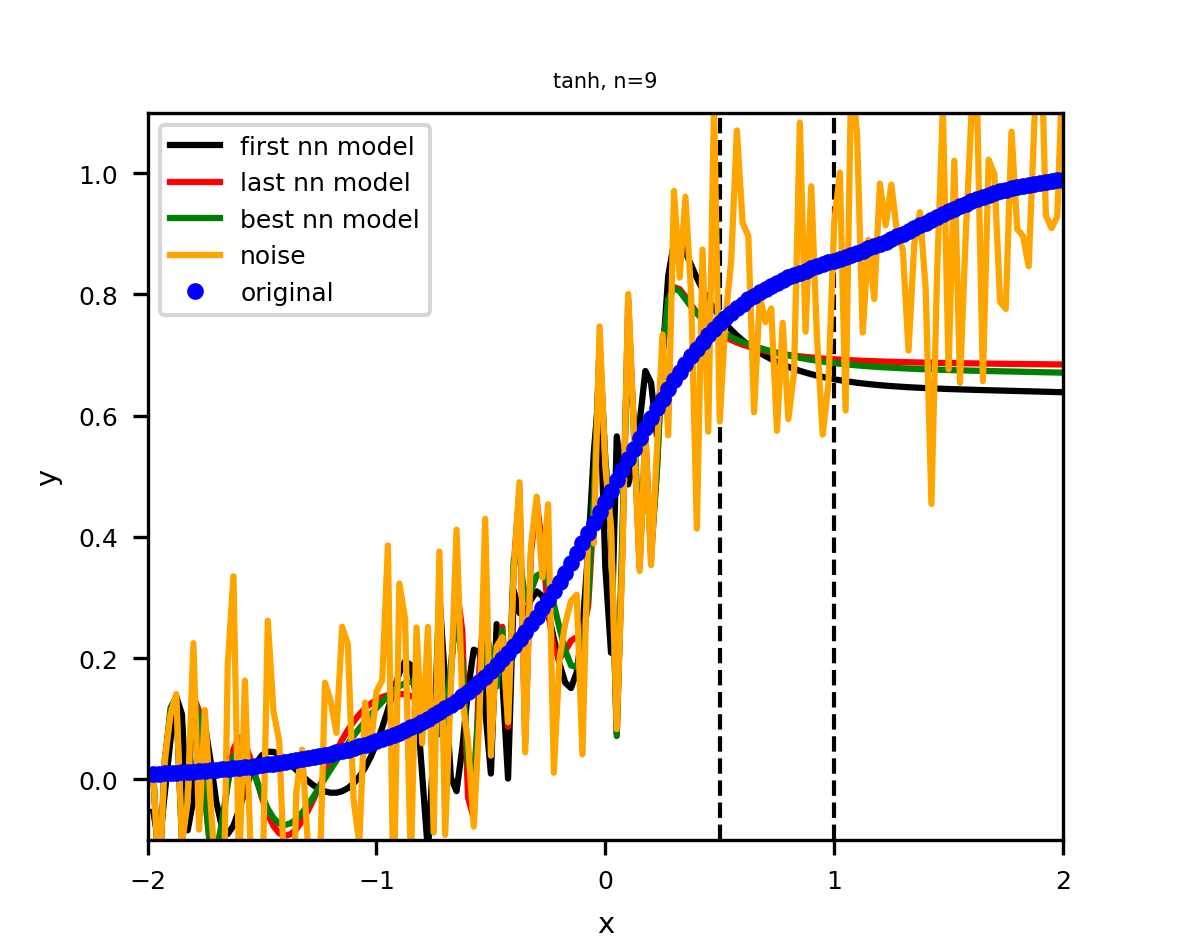 tanh, n=9
first nn model
last nn model
best nn model
noise
original
1.0
0.8
0.6
0.4
0.2
0.0
y
−2
−1
0
1
2
x